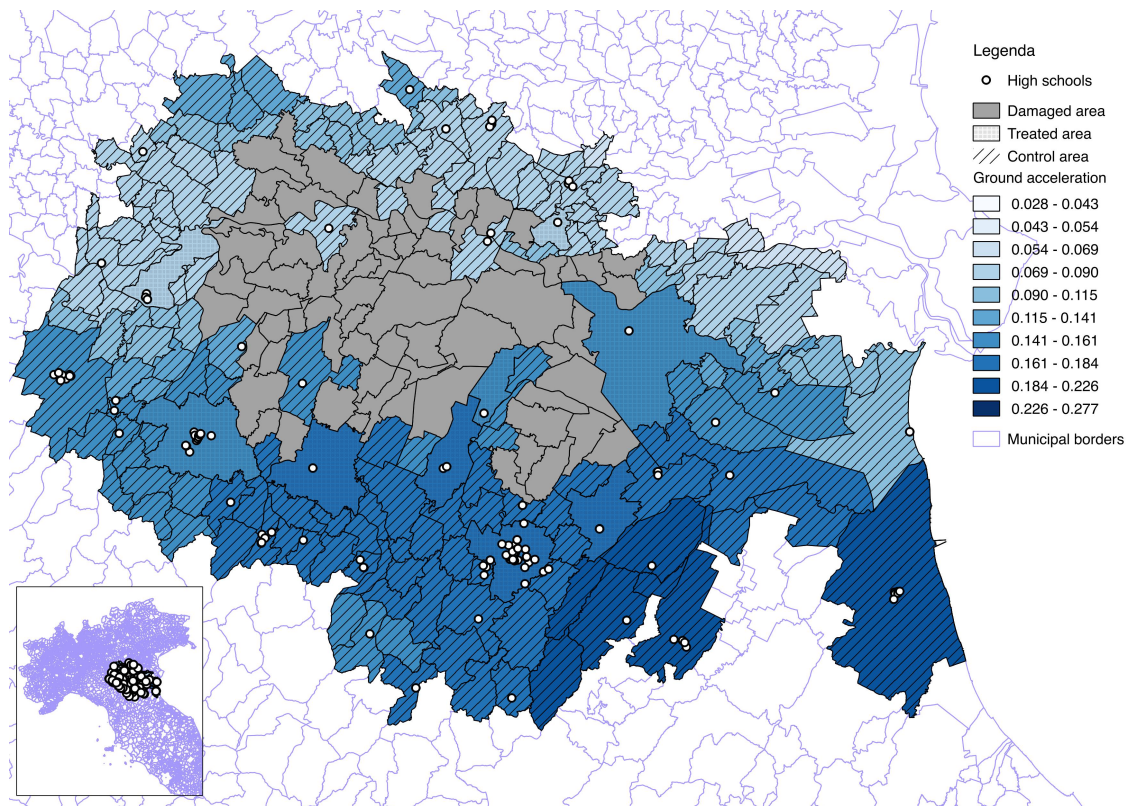 Legenda
High schools
Damaged area
Treated area
Control area
Ground acceleration
0.028 - 0.043
0.043 - 0.054
0.054 - 0.069
0.069 - 0.090
0.090 - 0.115
0.115 - 0.141
0.141 - 0.161
0.161 - 0.184
0.184 - 0.226
0.226 - 0.277
Municipal borders